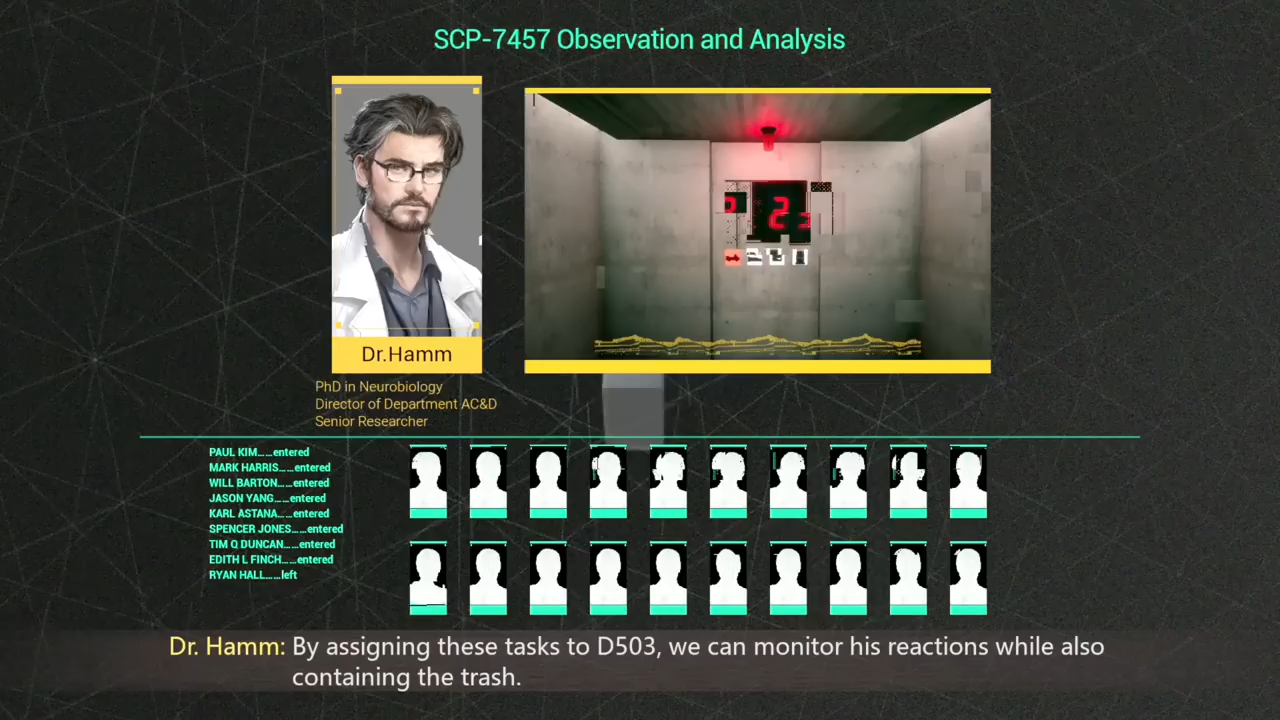 SCP-7457 Observation and Analysis
Dr.Hamm
PhD in Neurobiology
Director of Department AC&D
Senior Researcher
PAUL KIM......entered
MARK HARRIS......entered
WILL BARTON......entered
JASON YANG......entered
KARL ASTANA......entered
SPENCER JONES......entered
TIM Q DUNCAN......entered
EDITH L FINCH......entered
RYAN HALL......left
Dr. Hamm: By assigning these tasks to D503, we can monitor his reactions while also
containing the trash.